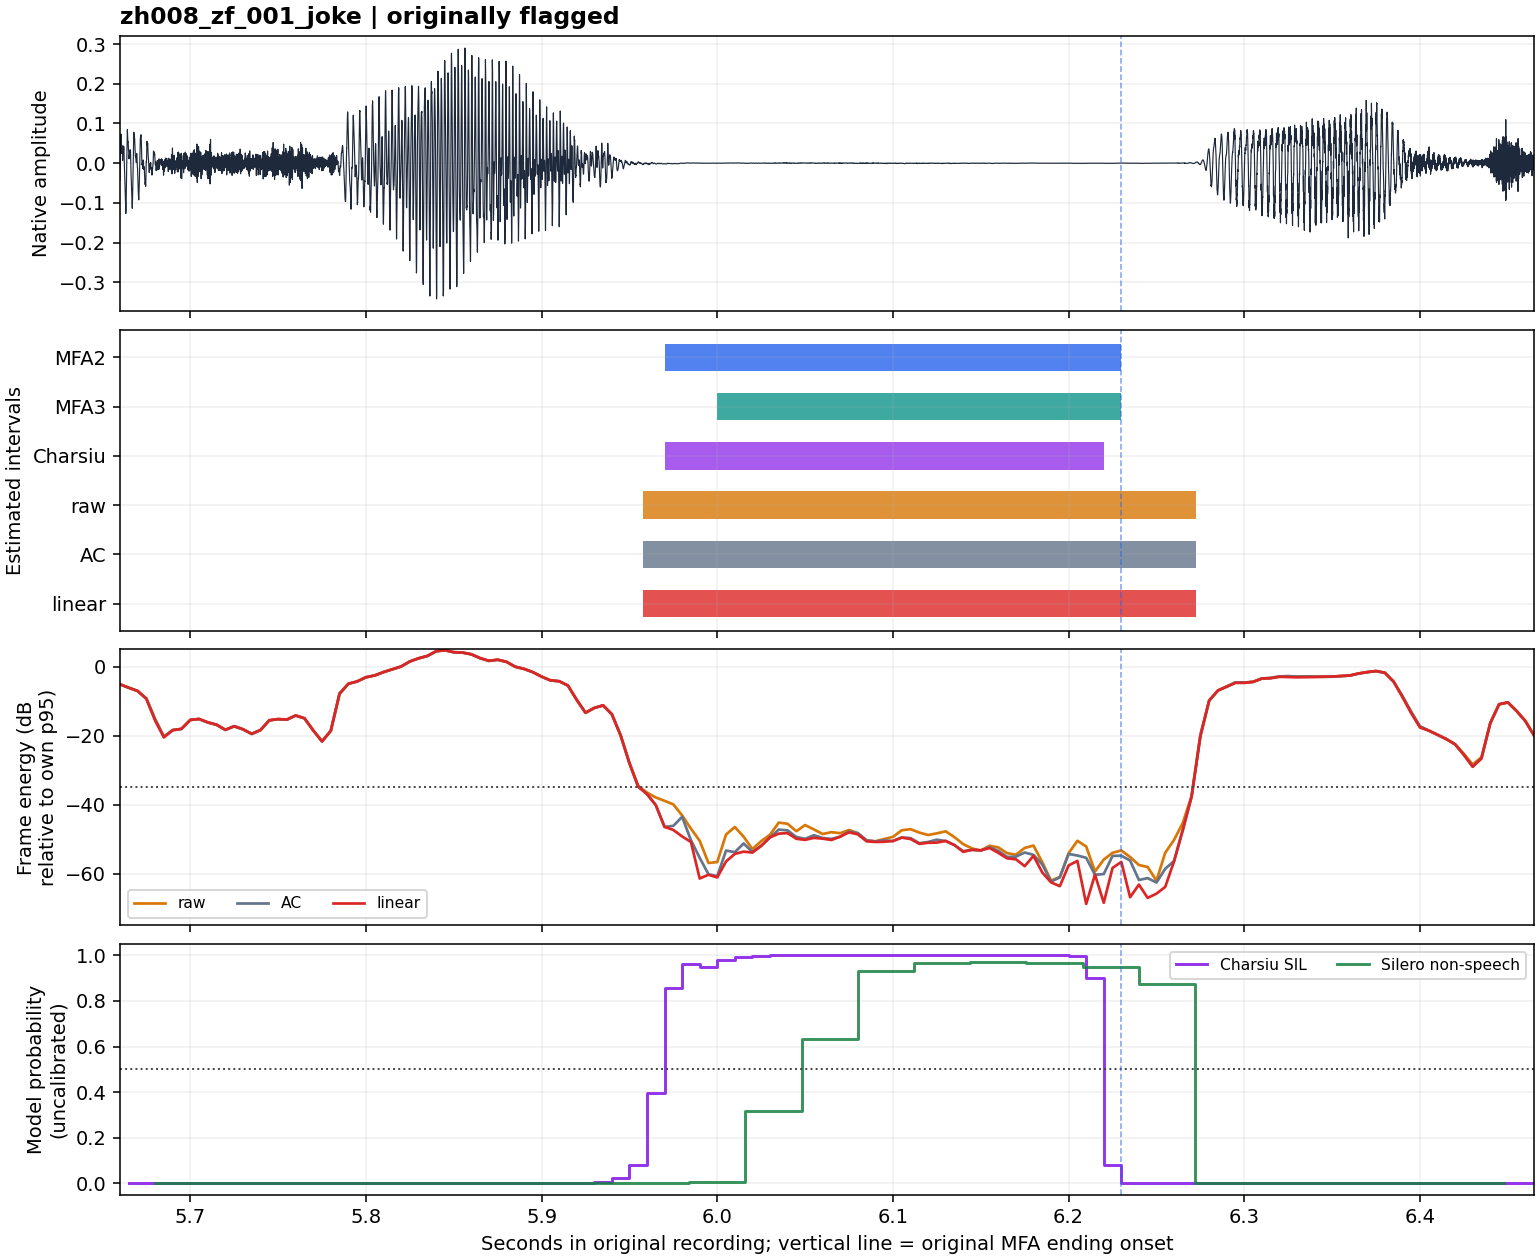 zh008_zf_001_joke | originally flagged
Native amplitude
0.3
0.2
0.1
0.0
−0.1
−0.2
−0.3
Estimated intervals
MFA2
MFA3
Charsiu
raw
AC
linear
Frame energy (dB
relative to own p95)
0
−20
−40
−60
raw
AC
linear
Model probability
(uncalibrated)
1.0
0.8
0.6
0.4
0.2
0.0
Charsiu SIL
Silero non-speech
5.7
5.8
5.9
6.0
6.1
6.2
6.3
6.4
Seconds in original recording; vertical line = original MFA ending onset